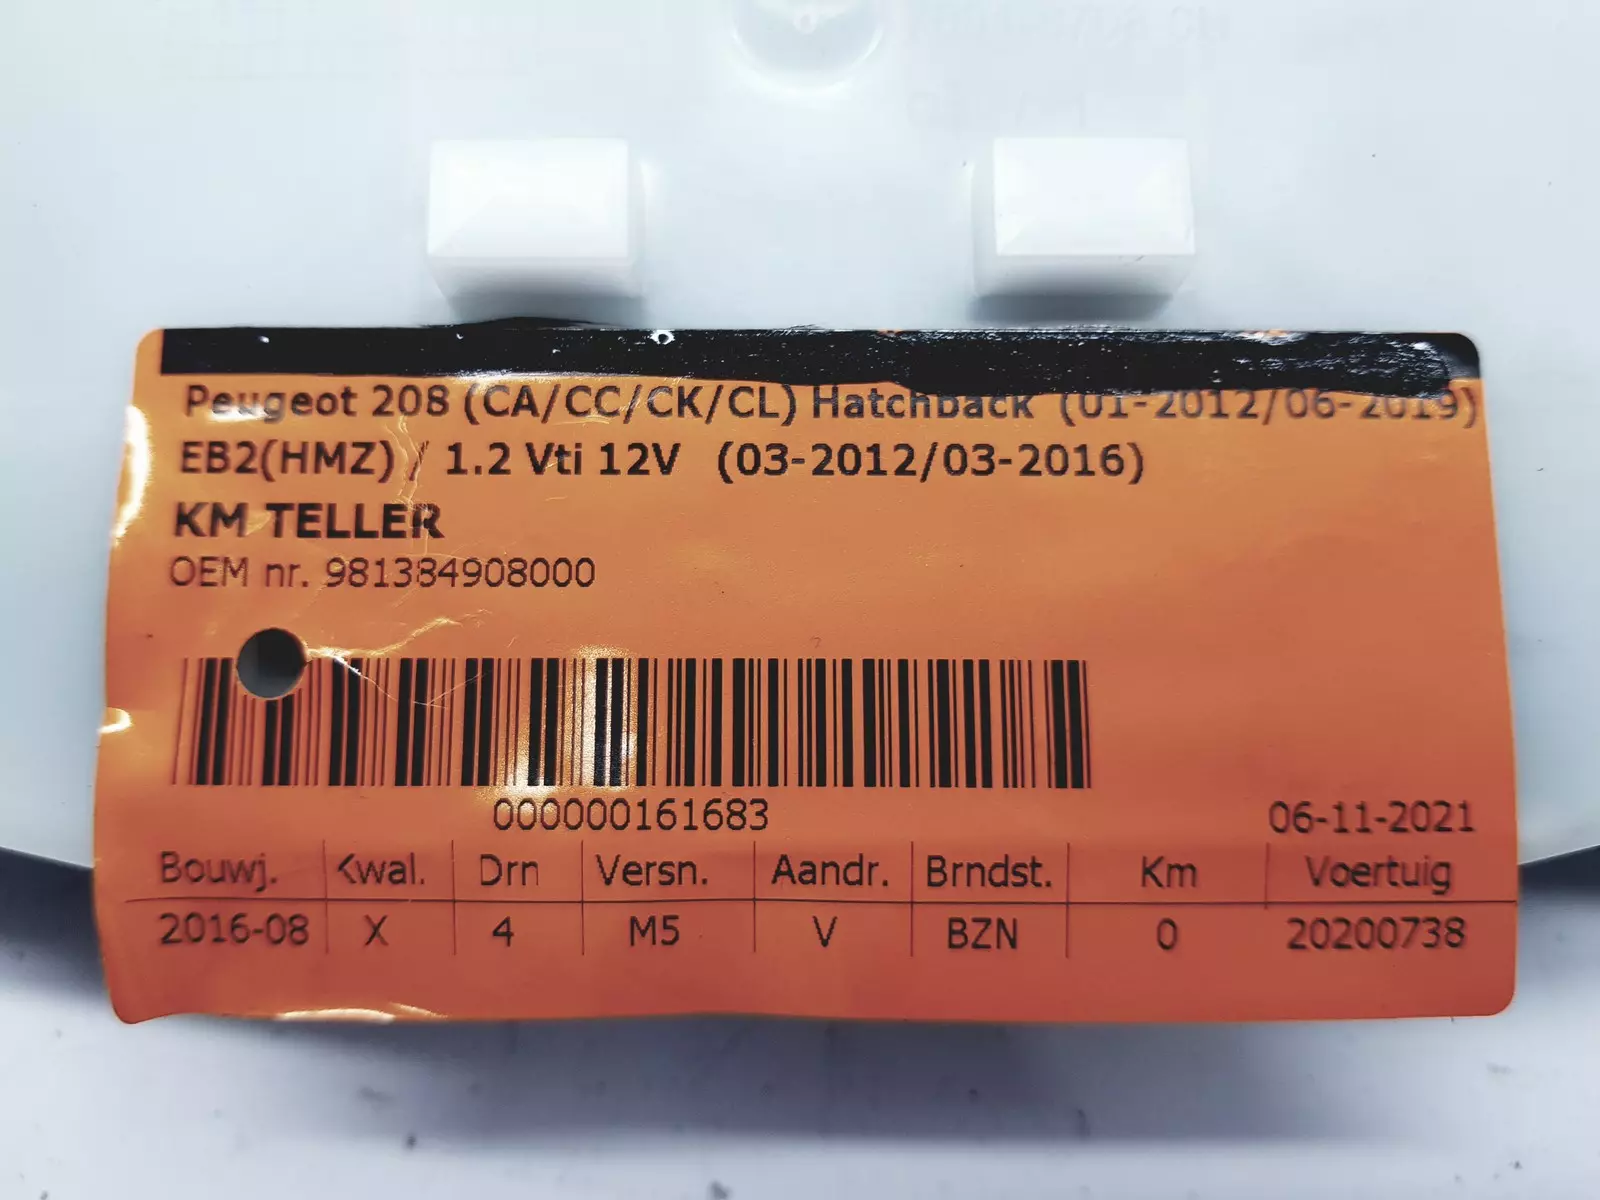 Peugeot 208 (CA/CC/CK/CL) Hatchback (01-2012/06-2019)
EB2(HMZ) / 1.2 Vti 12V (03-2012/03-2016)
KM TELLER
OEM nr. 981384908000
000000161683
06-11-2021
Bouwj. Kwal. Drn Versn. Aandr. Brndst. Km Voertuig
2016-08 X 4 M5 V BZN 0 20200738